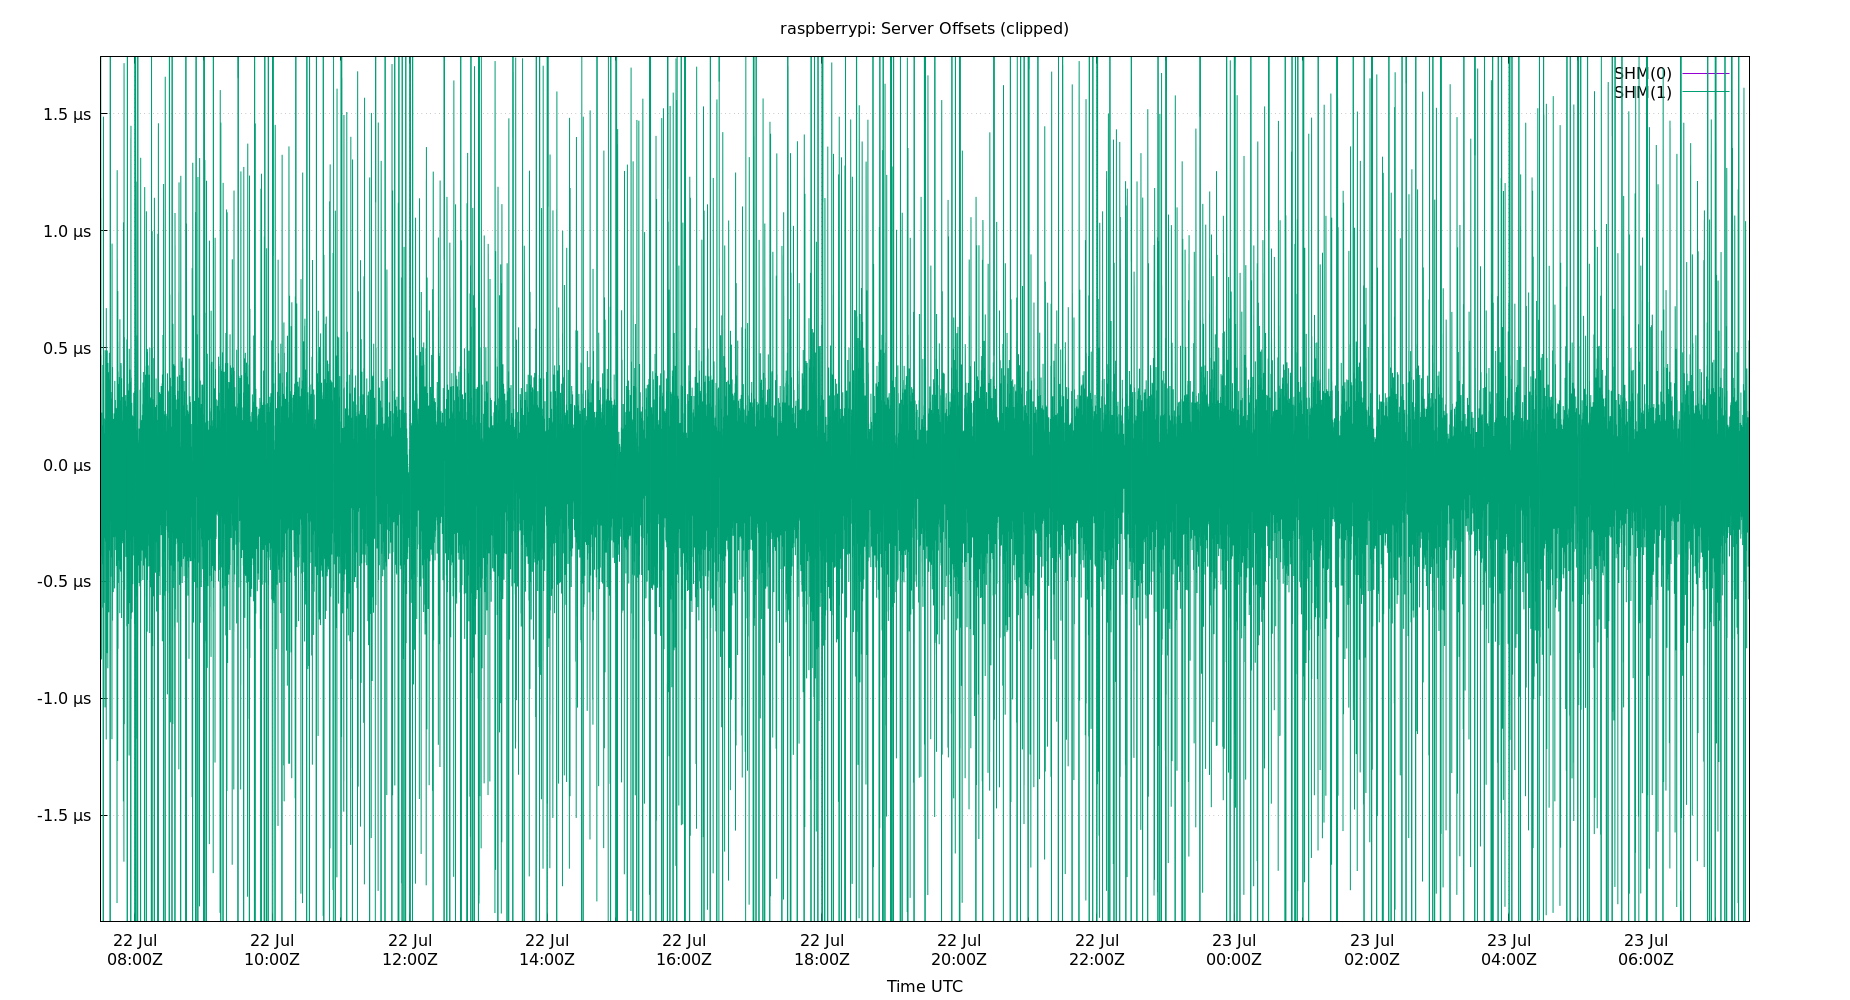 raspberrypi: Server Offsets (clipped)
SHM(0)
SHM(1)
1.5 µs
1.0 µs
0.5 µs
0.0 µs
-0.5 µs
-1.0 µs
-1.5 µs
22 Jul 22 Jul 22 Jul 22 Jul 22 Jul 22 Jul 22 Jul 22 Jul 23 Jul 23 Jul 23 Jul 23 Jul
08:00Z 10:00Z 12:00Z 14:00Z 16:00Z 18:00Z 20:00Z 22:00Z 00:00Z 02:00Z 04:00Z 06:00Z
Time UTC